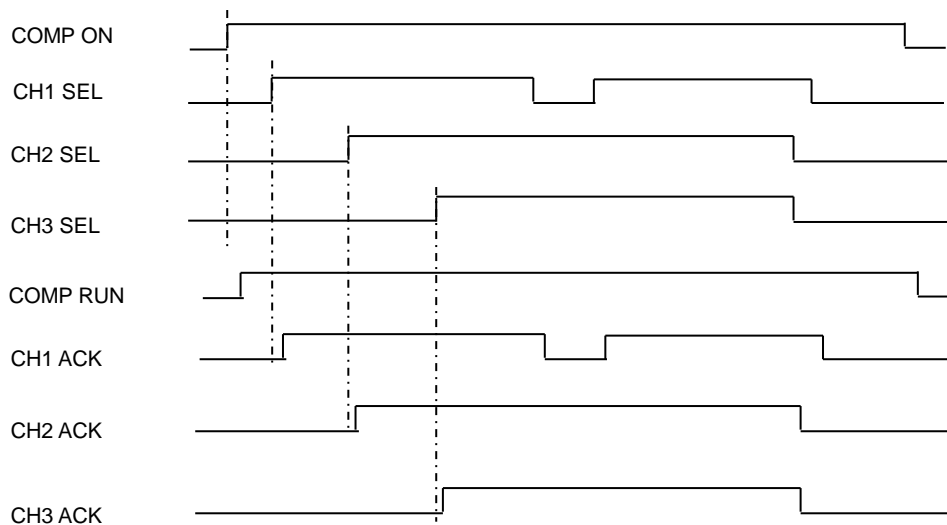 COMP ON
CH1 SEL
CH2 SEL
CH3 SEL
COMP RUN
CH1 ACK
CH2 ACK
CH3 ACK